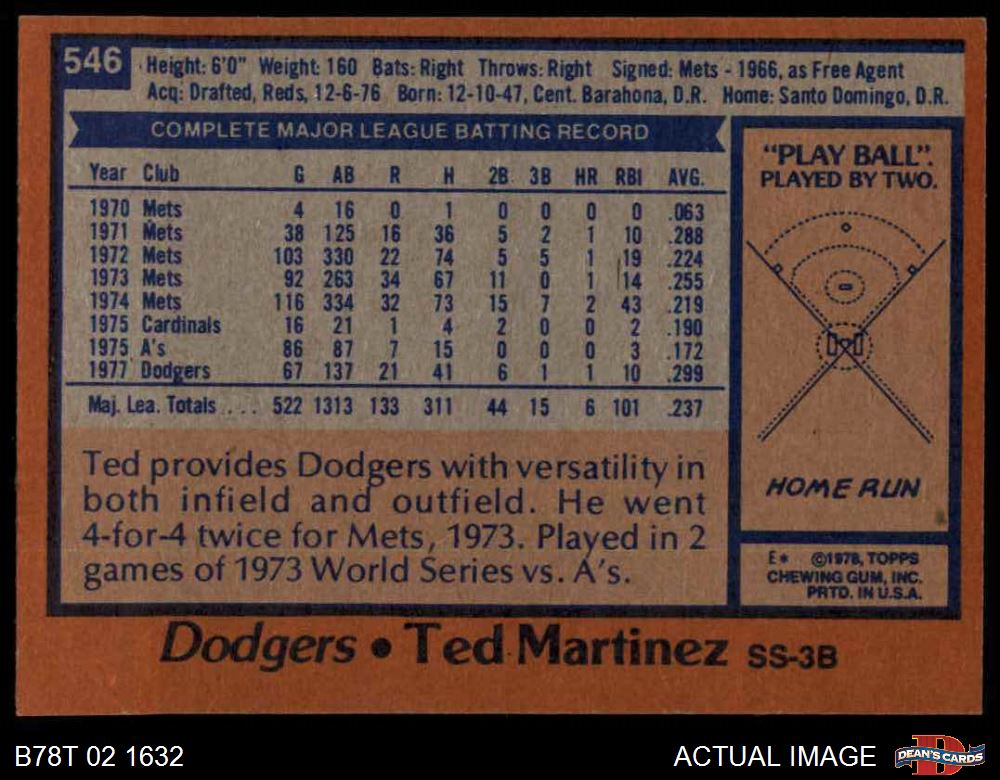 546
Height: 6'0" Weight: 160 Bats: Right Throws: Right Signed: Mets - 1966, as Free Agent
Acq: Drafted, Reds, 12-6-76 Born: 12-10-47, Cent. Barahona, D.R. Home: Santo Domingo, D.R.
COMPLETE MAJOR LEAGUE BATTING RECORD
Year Club G AB R H 2B 3B HR RBI AVG.
1970 Mets 4 16 0 1 0 0 0 0 .063
1971 Mets 38 125 16 36 5 2 1 10 .288
1972 Mets 103 330 22 74 5 5 1 19 .224
1973 Mets 92 263 34 67 11 0 1 14 .255
1974 Mets 116 334 32 73 15 7 2 43 .219
1975 Cardinals 16 21 1 4 2 0 0 2 .190
1975 A's 86 87 7 15 0 0 0 3 .172
1977 Dodgers 67 137 21 41 6 1 1 10 .299
Maj. Lea. Totals . . . . 522 1313 133 311 44 15 6 101 .237
Ted provides Dodgers with versatility in
both infield and outfield. He went
4-for-4 twice for Mets, 1973. Played in 2
games of 1973 World Series vs. A's.
"PLAY BALL".
PLAYED BY TWO.
HOME RUN
E* ©1978, TOPPS
CHEWING GUM, INC.
PRTD. IN U.S.A.
Dodgers • Ted Martinez SS-3B
B78T 02 1632
ACTUAL IMAGE
DEAN'S CARDS